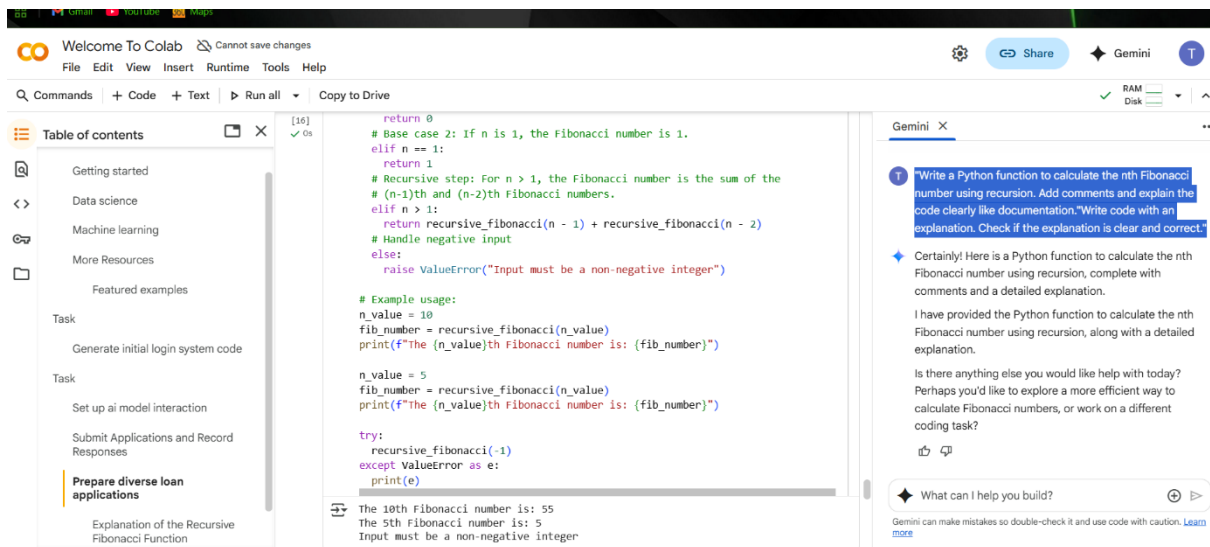 Gmail YouTube Maps
Welcome To Colab Cannot save changes
File Edit View Insert Runtime Tools Help
Share
Gemini
T
Commands + Code + Text Run all Copy to Drive
RAM
Disk
Table of contents
Getting started
Data science
Machine learning
More Resources
Featured examples
Task
Generate initial login system code
Task
Set up ai model interaction
Submit Applications and Record
Responses
Prepare diverse loan
applications
Explanation of the Recursive
Fibonacci Function
[16]
0s
return 0
# Base case 2: If n is 1, the Fibonacci number is 1.
elif n == 1:
return 1
# Recursive step: For n > 1, the Fibonacci number is the sum of the
# (n-1)th and (n-2)th Fibonacci numbers.
elif n > 1:
return recursive_fibonacci(n - 1) + recursive_fibonacci(n - 2)
# Handle negative input
else:
raise ValueError("Input must be a non-negative integer")
# Example usage:
n_value = 10
fib_number = recursive_fibonacci(n_value)
print(f"The {n_value}th Fibonacci number is: {fib_number}")
n_value = 5
fib_number = recursive_fibonacci(n_value)
print(f"The {n_value}th Fibonacci number is: {fib_number}")
try:
recursive_fibonacci(-1)
except ValueError as e:
print(e)
The 10th Fibonacci number is: 55
The 5th Fibonacci number is: 5
Input must be a non-negative integer
Gemini
T
"Write a Python function to calculate the nth Fibonacci
number using recursion. Add comments and explain the
code clearly like documentation."Write code with an
explanation. Check if the explanation is clear and correct."
Certainly! Here is a Python function to calculate the nth
Fibonacci number using recursion, complete with
comments and a detailed explanation.
I have provided the Python function to calculate the nth
Fibonacci number using recursion, along with a detailed
explanation.
Is there anything else you would like help with today?
Perhaps you'd like to explore a more efficient way to
calculate Fibonacci numbers, or work on a different
coding task?
What can I help you build?
Gemini can make mistakes so double-check it and use code with caution. Learn
more